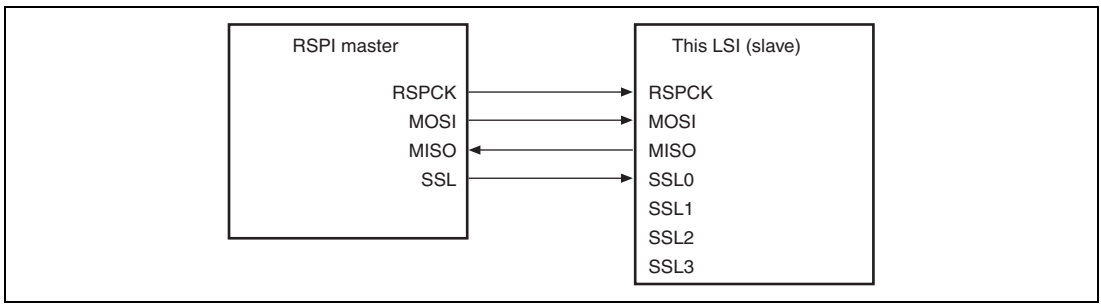 RSPI master
RSPCK
MOSI
MISO
SSL
This LSI (slave)
RSPCK
MOSI
MISO
SSL0
SSL1
SSL2
SSL3